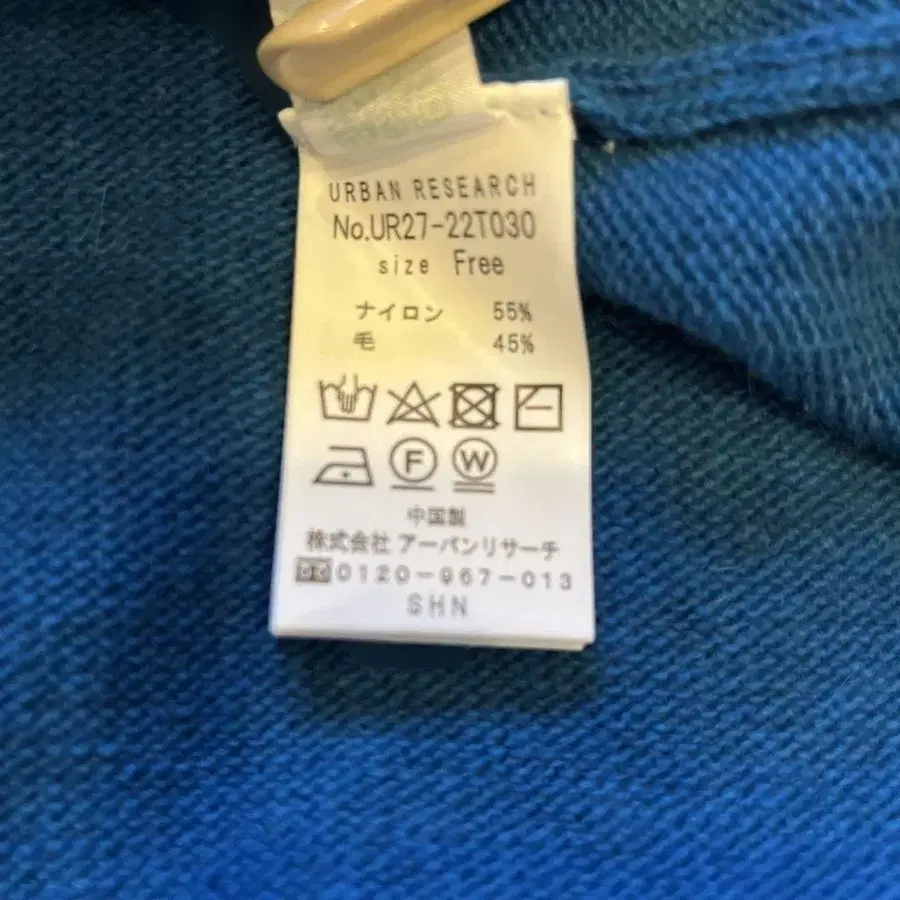 URBAN RESEARCH
No.UR27-22T030
size Free
ナイロン 55%
毛 45%
F W
中国製
株式会社 アーバンリサーチ
0120-967-013
SHN